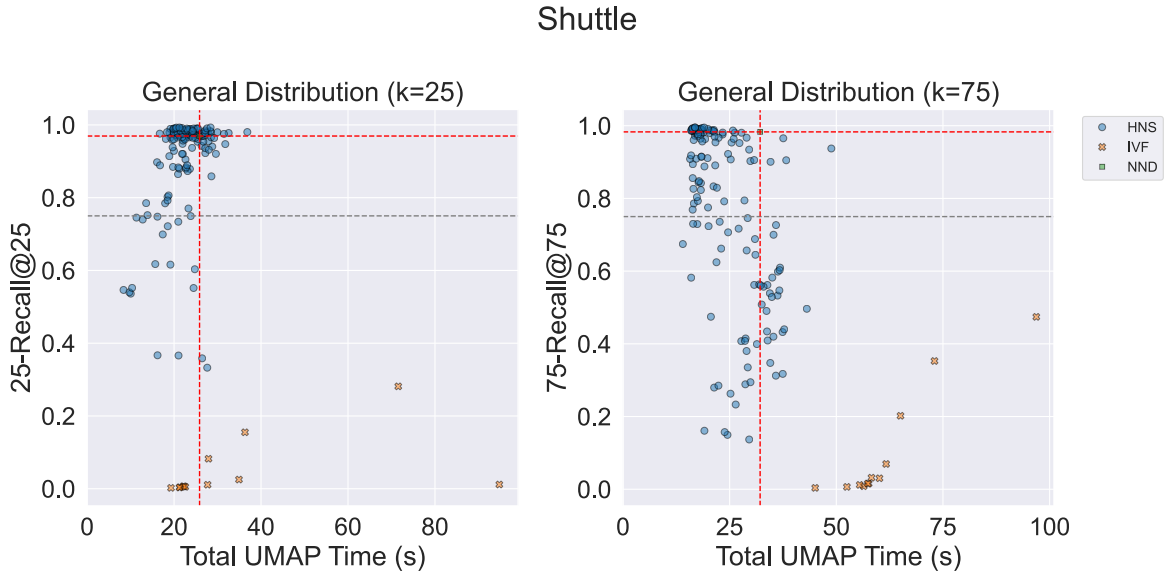 Shuttle
General Distribution (k=25)
General Distribution (k=75)
1.0
0.8
0.6
0.4
0.2
0.0
25-Recall@25
0
20
40
60
80
Total UMAP Time (s)
1.0
0.8
0.6
0.4
0.2
0.0
75-Recall@75
0
25
50
75
100
Total UMAP Time (s)
HNS
IVF
NND